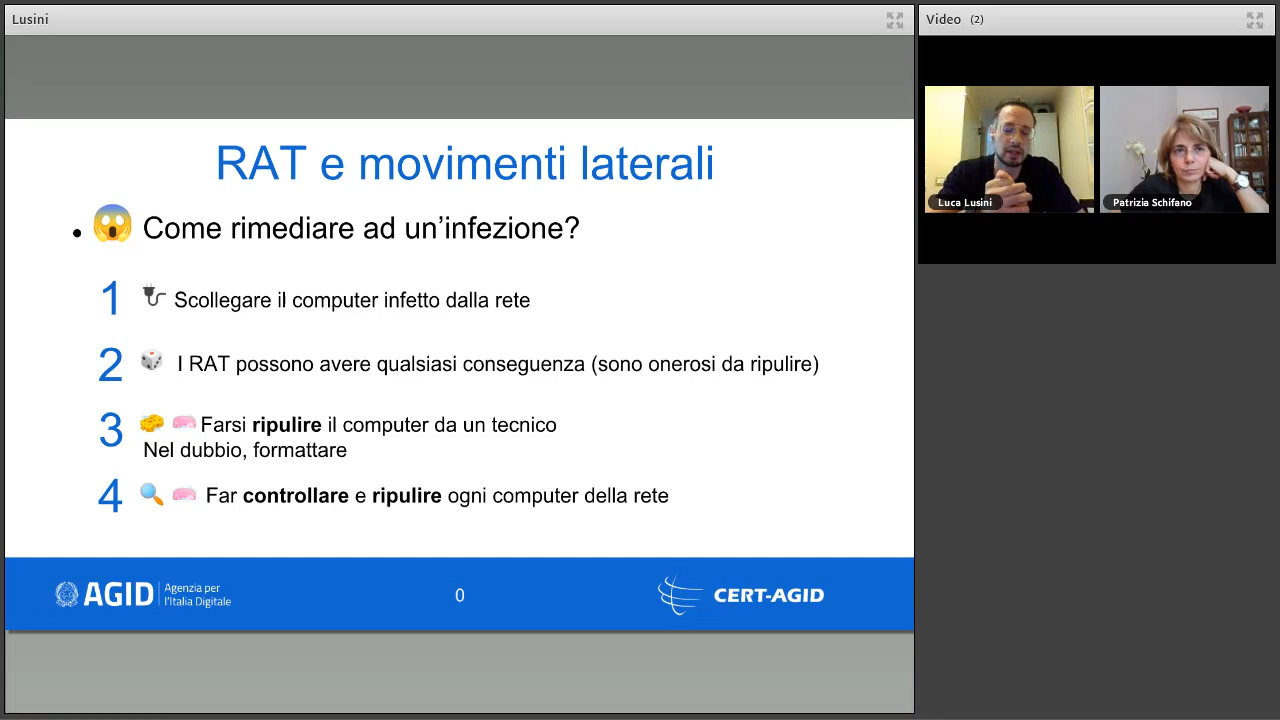 Lusini
Video (2)
Luca Lusini
Patrizia Schifano
RAT e movimenti laterali
• Come rimediare ad un’infezione?
1 Scollegare il computer infetto dalla rete
2 I RAT possono avere qualsiasi conseguenza (sono onerosi da ripulire)
3 Farsi ripulire il computer da un tecnico
Nel dubbio, formattare
4 Far controllare e ripulire ogni computer della rete
AGID Agenzia per
l’Italia Digitale
0
CERT-AGID